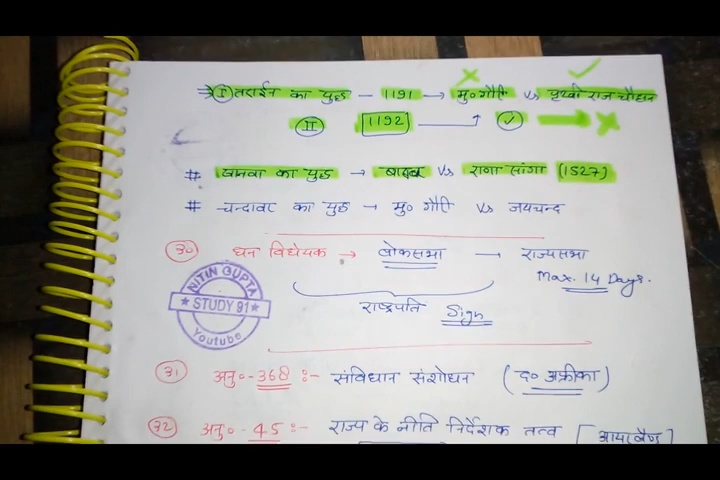 → I तराईन का युद्ध – 1191 → मु० गौरी vs पृथ्वीराज चौहान
II 1192 → ✓ → ×
# खानवा का युद्ध → बाबर vs राणा सांगा (1527)
# चन्दावर का युद्ध → मु० गौरी vs जयचन्द
30 धन विधेयक → लोकसभा → राज्यसभा
Max. 14 Days.
राष्ट्रपति Sign
NITIN GUPTA
★ STUDY 91 ★
Youtube
31 अनु०-368 :- संविधान संशोधन (द० अफ्रीका)
32 अनु०-45 :- राज्य के नीति निर्देशक तत्व [आयरलैण्ड]